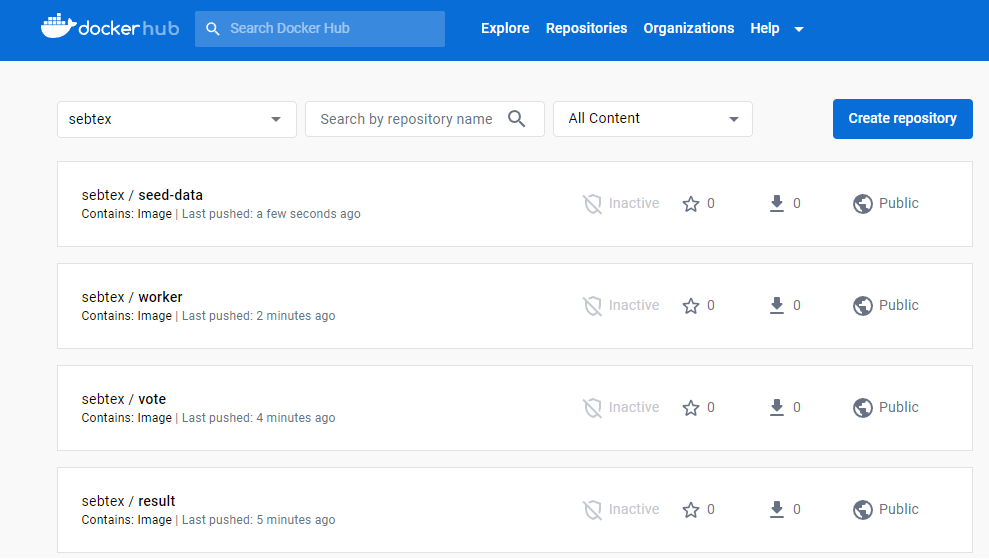 dockerhub Search Docker Hub Explore Repositories Organizations Help
sebtex Search by repository name All Content Create repository
sebtex / seed-data
Contains: Image | Last pushed: a few seconds ago
Inactive 0 0 Public
sebtex / worker
Contains: Image | Last pushed: 2 minutes ago
Inactive 0 0 Public
sebtex / vote
Contains: Image | Last pushed: 4 minutes ago
Inactive 0 0 Public
sebtex / result
Contains: Image | Last pushed: 5 minutes ago
Inactive 0 0 Public